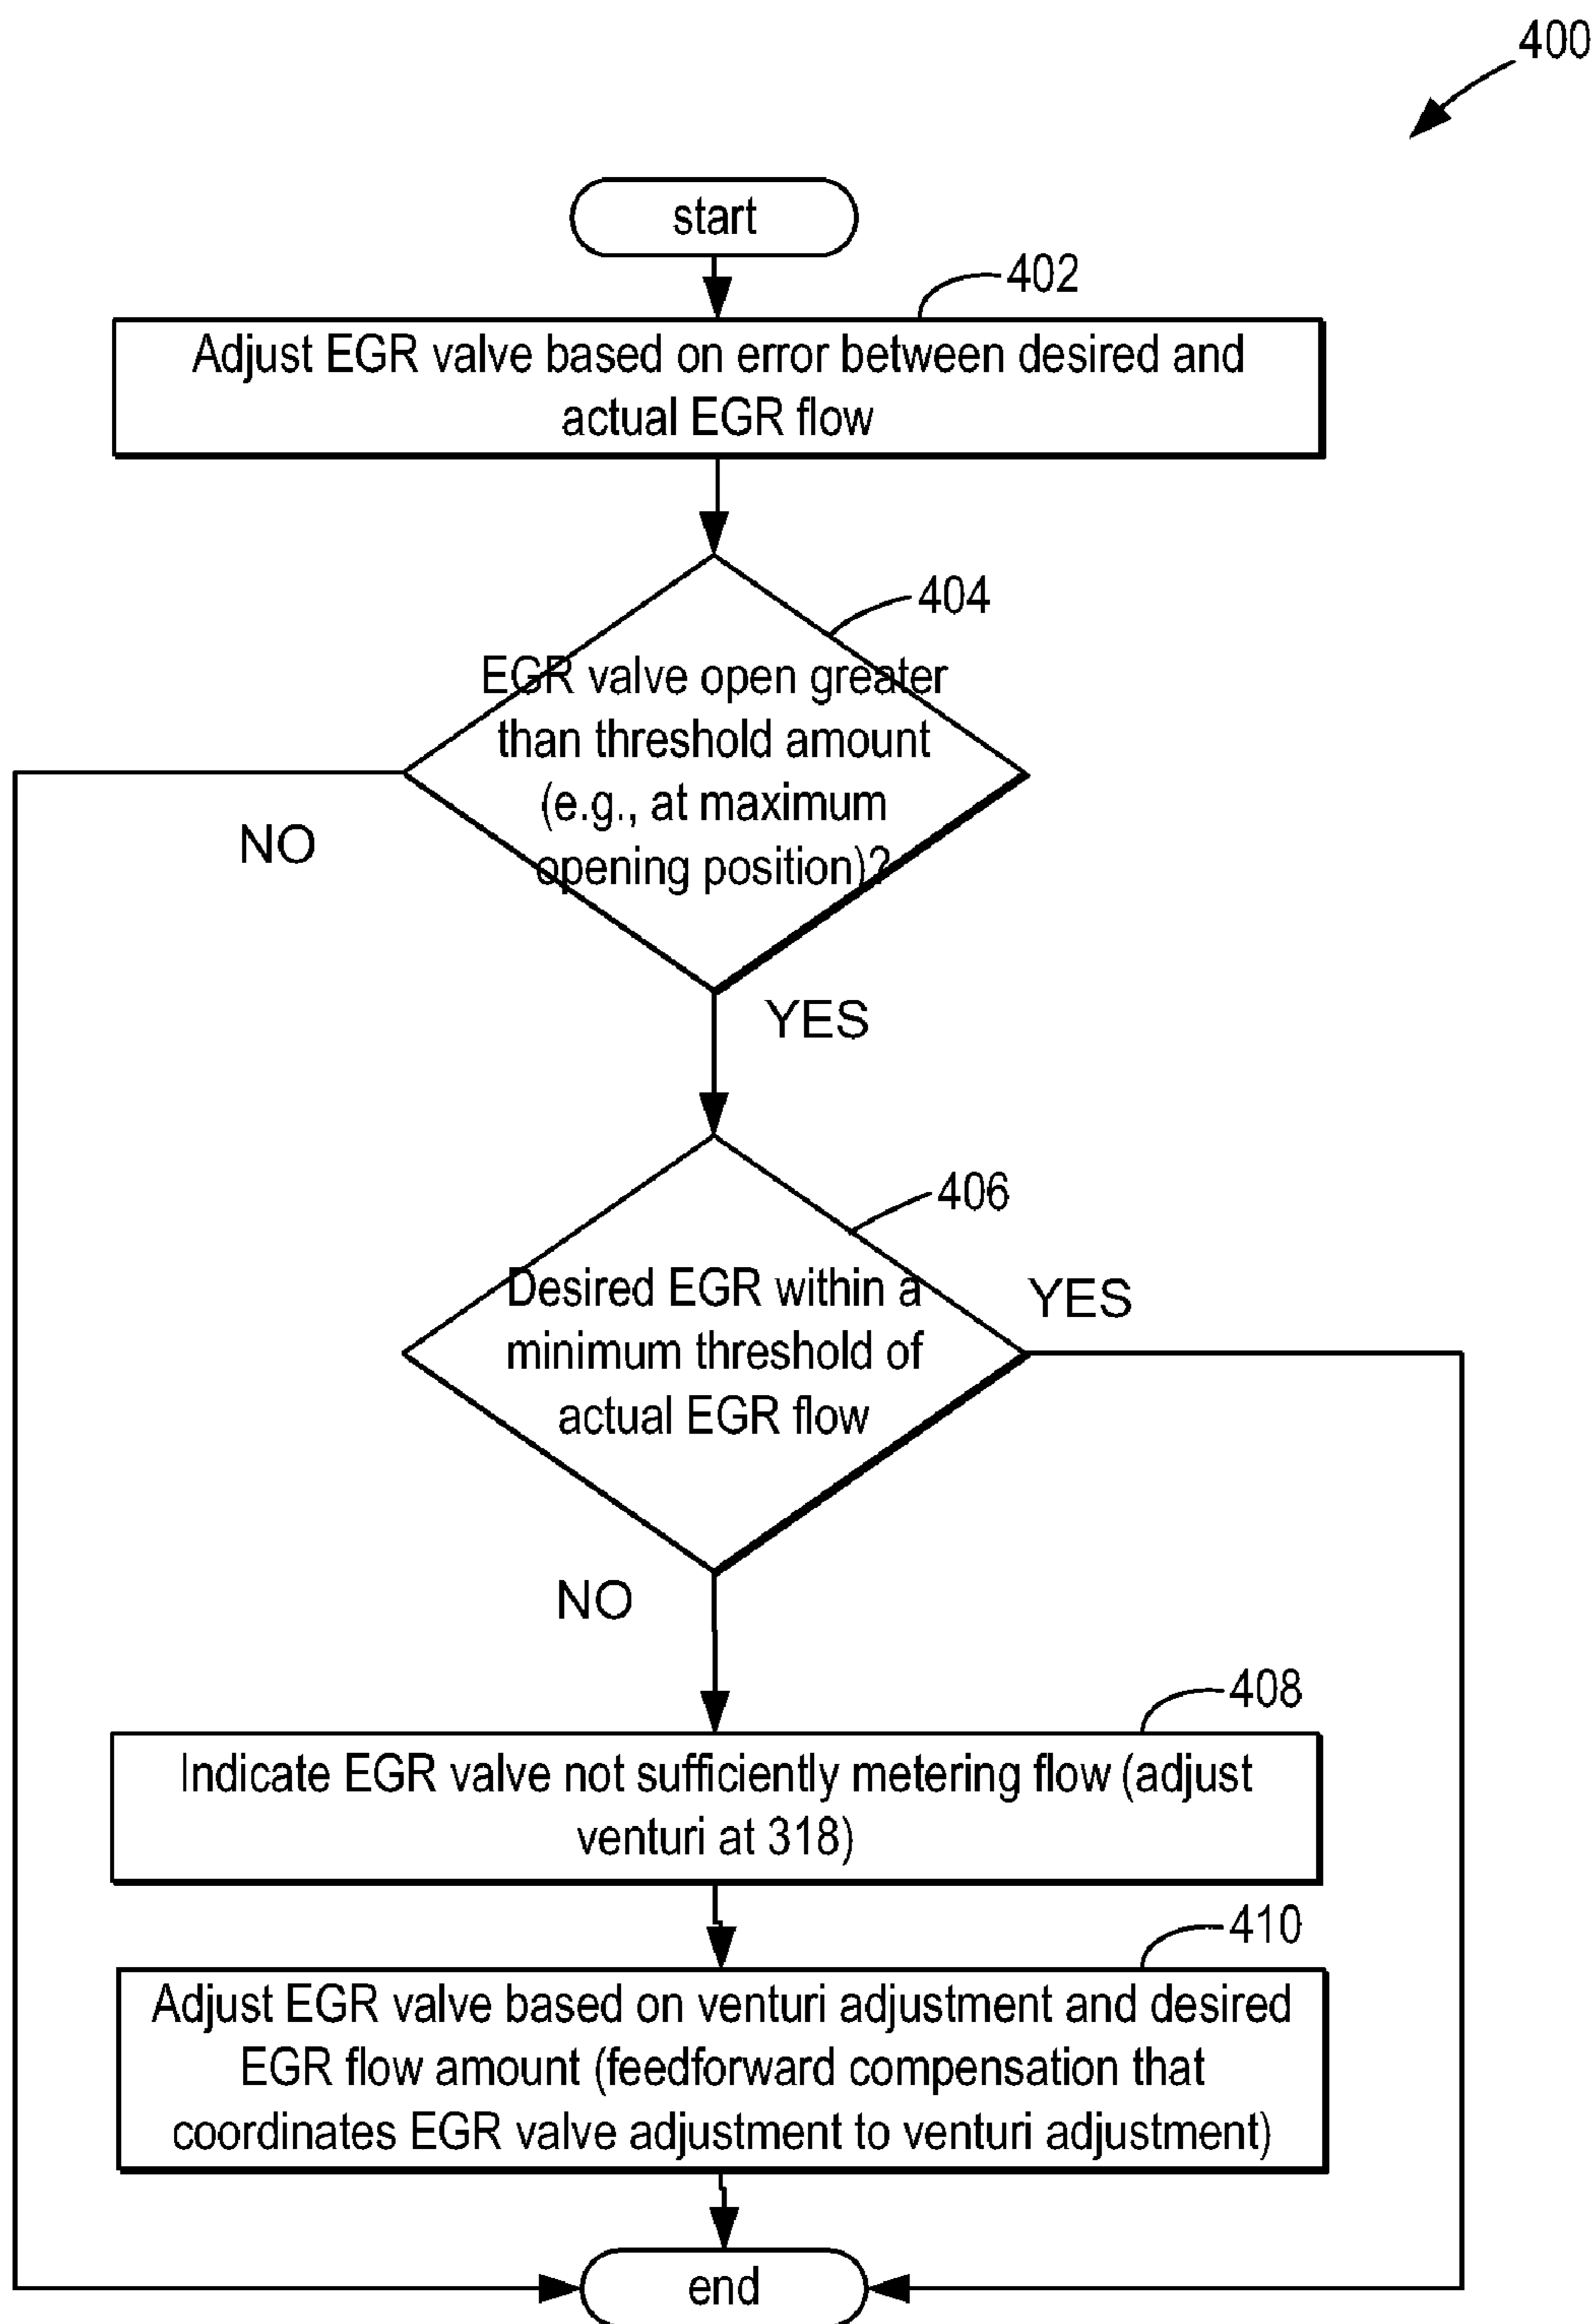 400
start
402
Adjust EGR valve based on error between desired and
actual EGR flow
404
EGR valve open greater
than threshold amount
(e.g., at maximum
opening position)?
NO
YES
406
Desired EGR within a
minimum threshold of
actual EGR flow
YES
NO
408
Indicate EGR valve not sufficiently metering flow (adjust
venturi at 318)
410
Adjust EGR valve based on venturi adjustment and desired
EGR flow amount (feedforward compensation that
coordinates EGR valve adjustment to venturi adjustment)
end